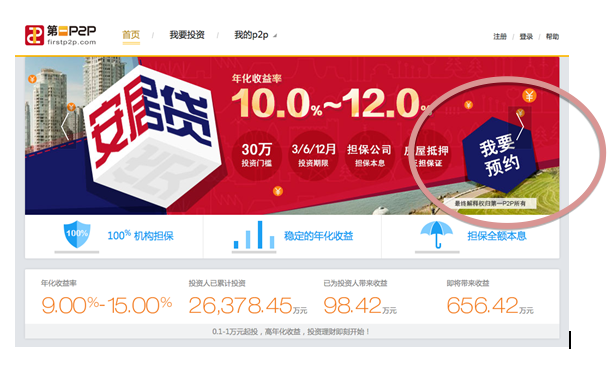 第一P2P
firstp2p.com
首页 / 我要投资 / 我的p2p
注册 / 登录 / 帮助
安居贷
年化收益率
10.0%~12.0%
30万
投资门槛
3/6/12月
投资期限
担保公司
担保本息
房屋抵押
三担保证
我要
预约
最终解释权归第一P2P所有
100%
100% 机构担保
稳定的年化收益
担保全额本息
年化收益率
9.00%-15.00%
投资人已累计投资
26,378.45万元
已为投资人带来收益
98.42万元
即将带来收益
656.42万元
0.1-1万元起投，高年化收益，投资理财即刻开始！